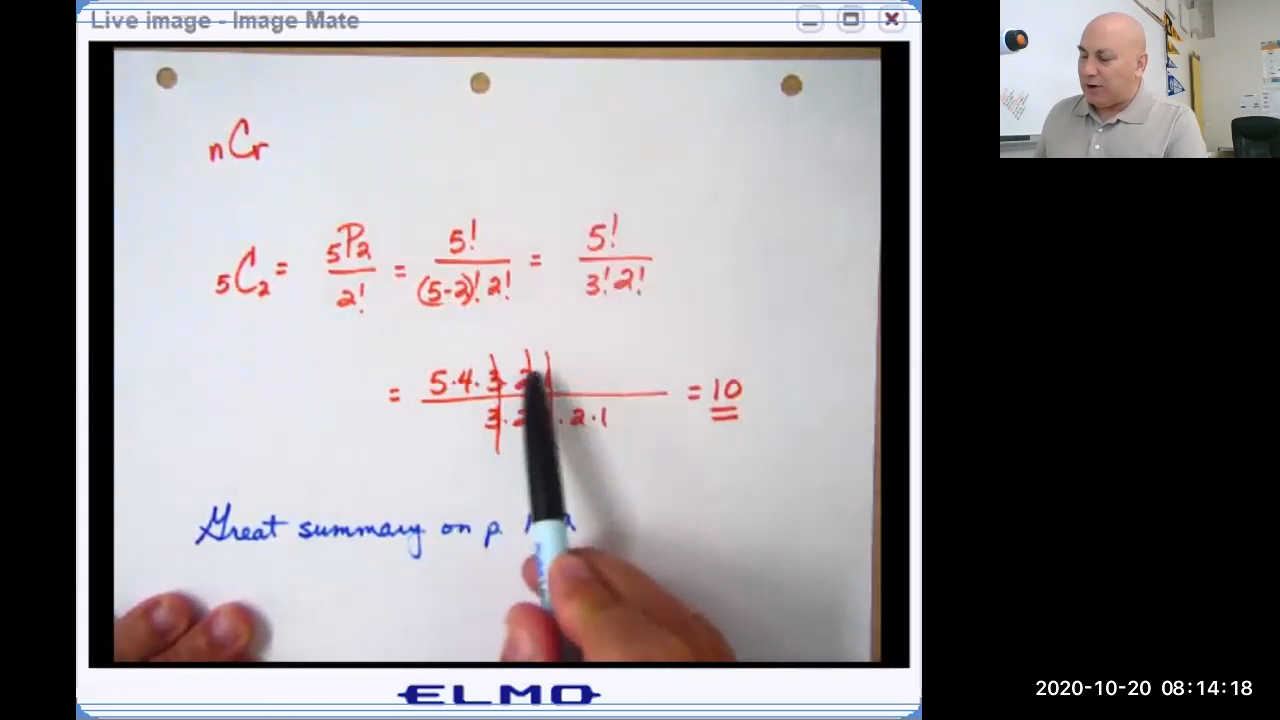 Live image - Image Mate
nCr
5C2 = 5P2 / 2! = 5! / (5-2)! 2! = 5! / 3! 2!
= 5·4·3·2·1 / 3·2·1·2·1 = 10
Great summary on p.
ELMO
2020-10-20 08:14:18